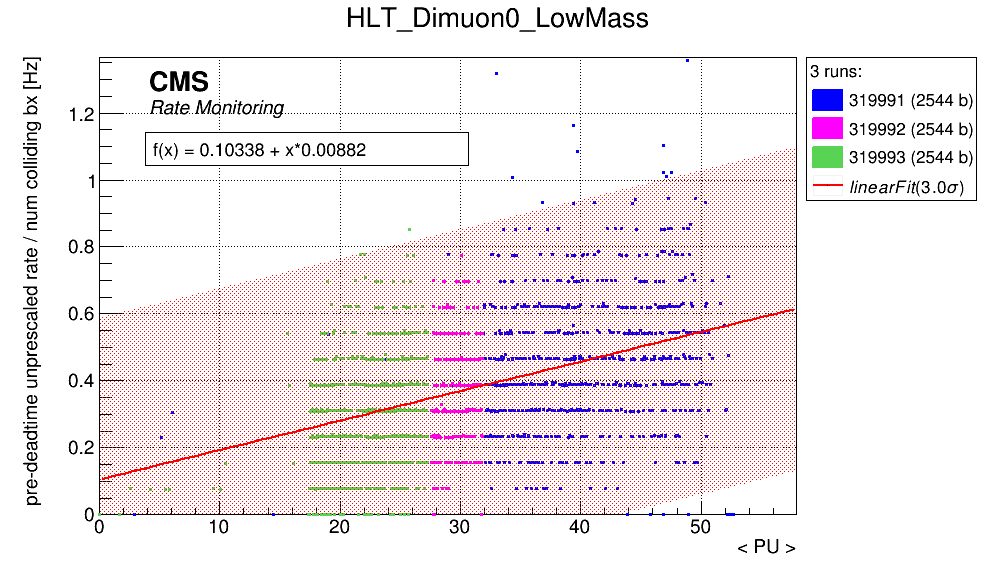 HLT_Dimuon0_LowMass
pre-deadtime unprescaled rate / num colliding bx [Hz]
CMS
Rate Monitoring
f(x) = 0.10338 + x*0.00882
1.2
1
0.8
0.6
0.4
0.2
0
0 10 20 30 40 50
< PU >
3 runs:
319991 (2544 b)
319992 (2544 b)
319993 (2544 b)
linearFit(3.0σ)